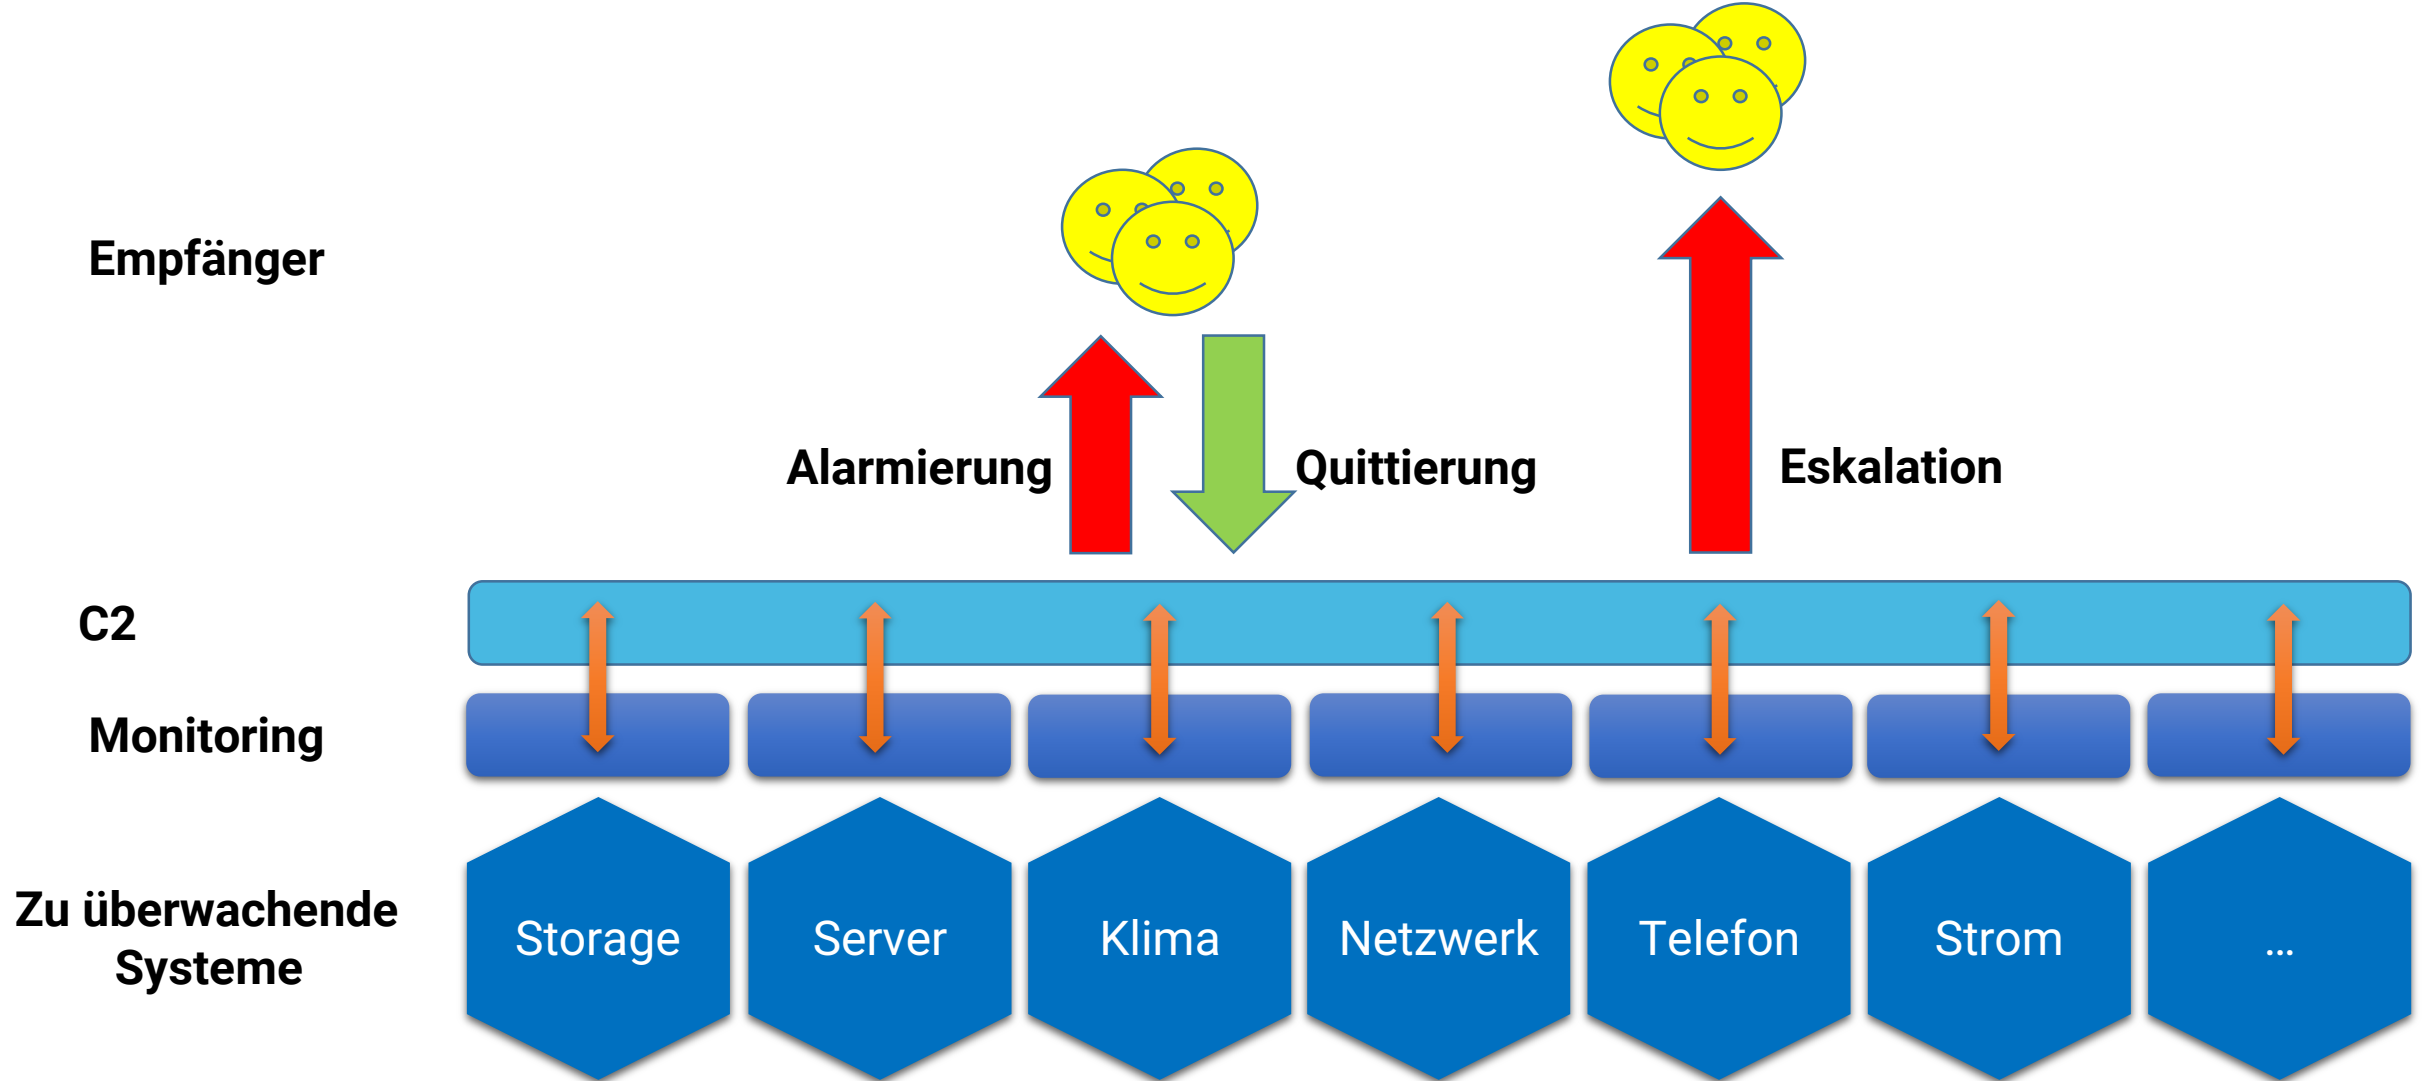 Empfänger
Alarmierung
Quittierung
Eskalation
C2
Monitoring
Zu überwachende
Systeme
Storage
Server
Klima
Netzwerk
Telefon
Strom
...